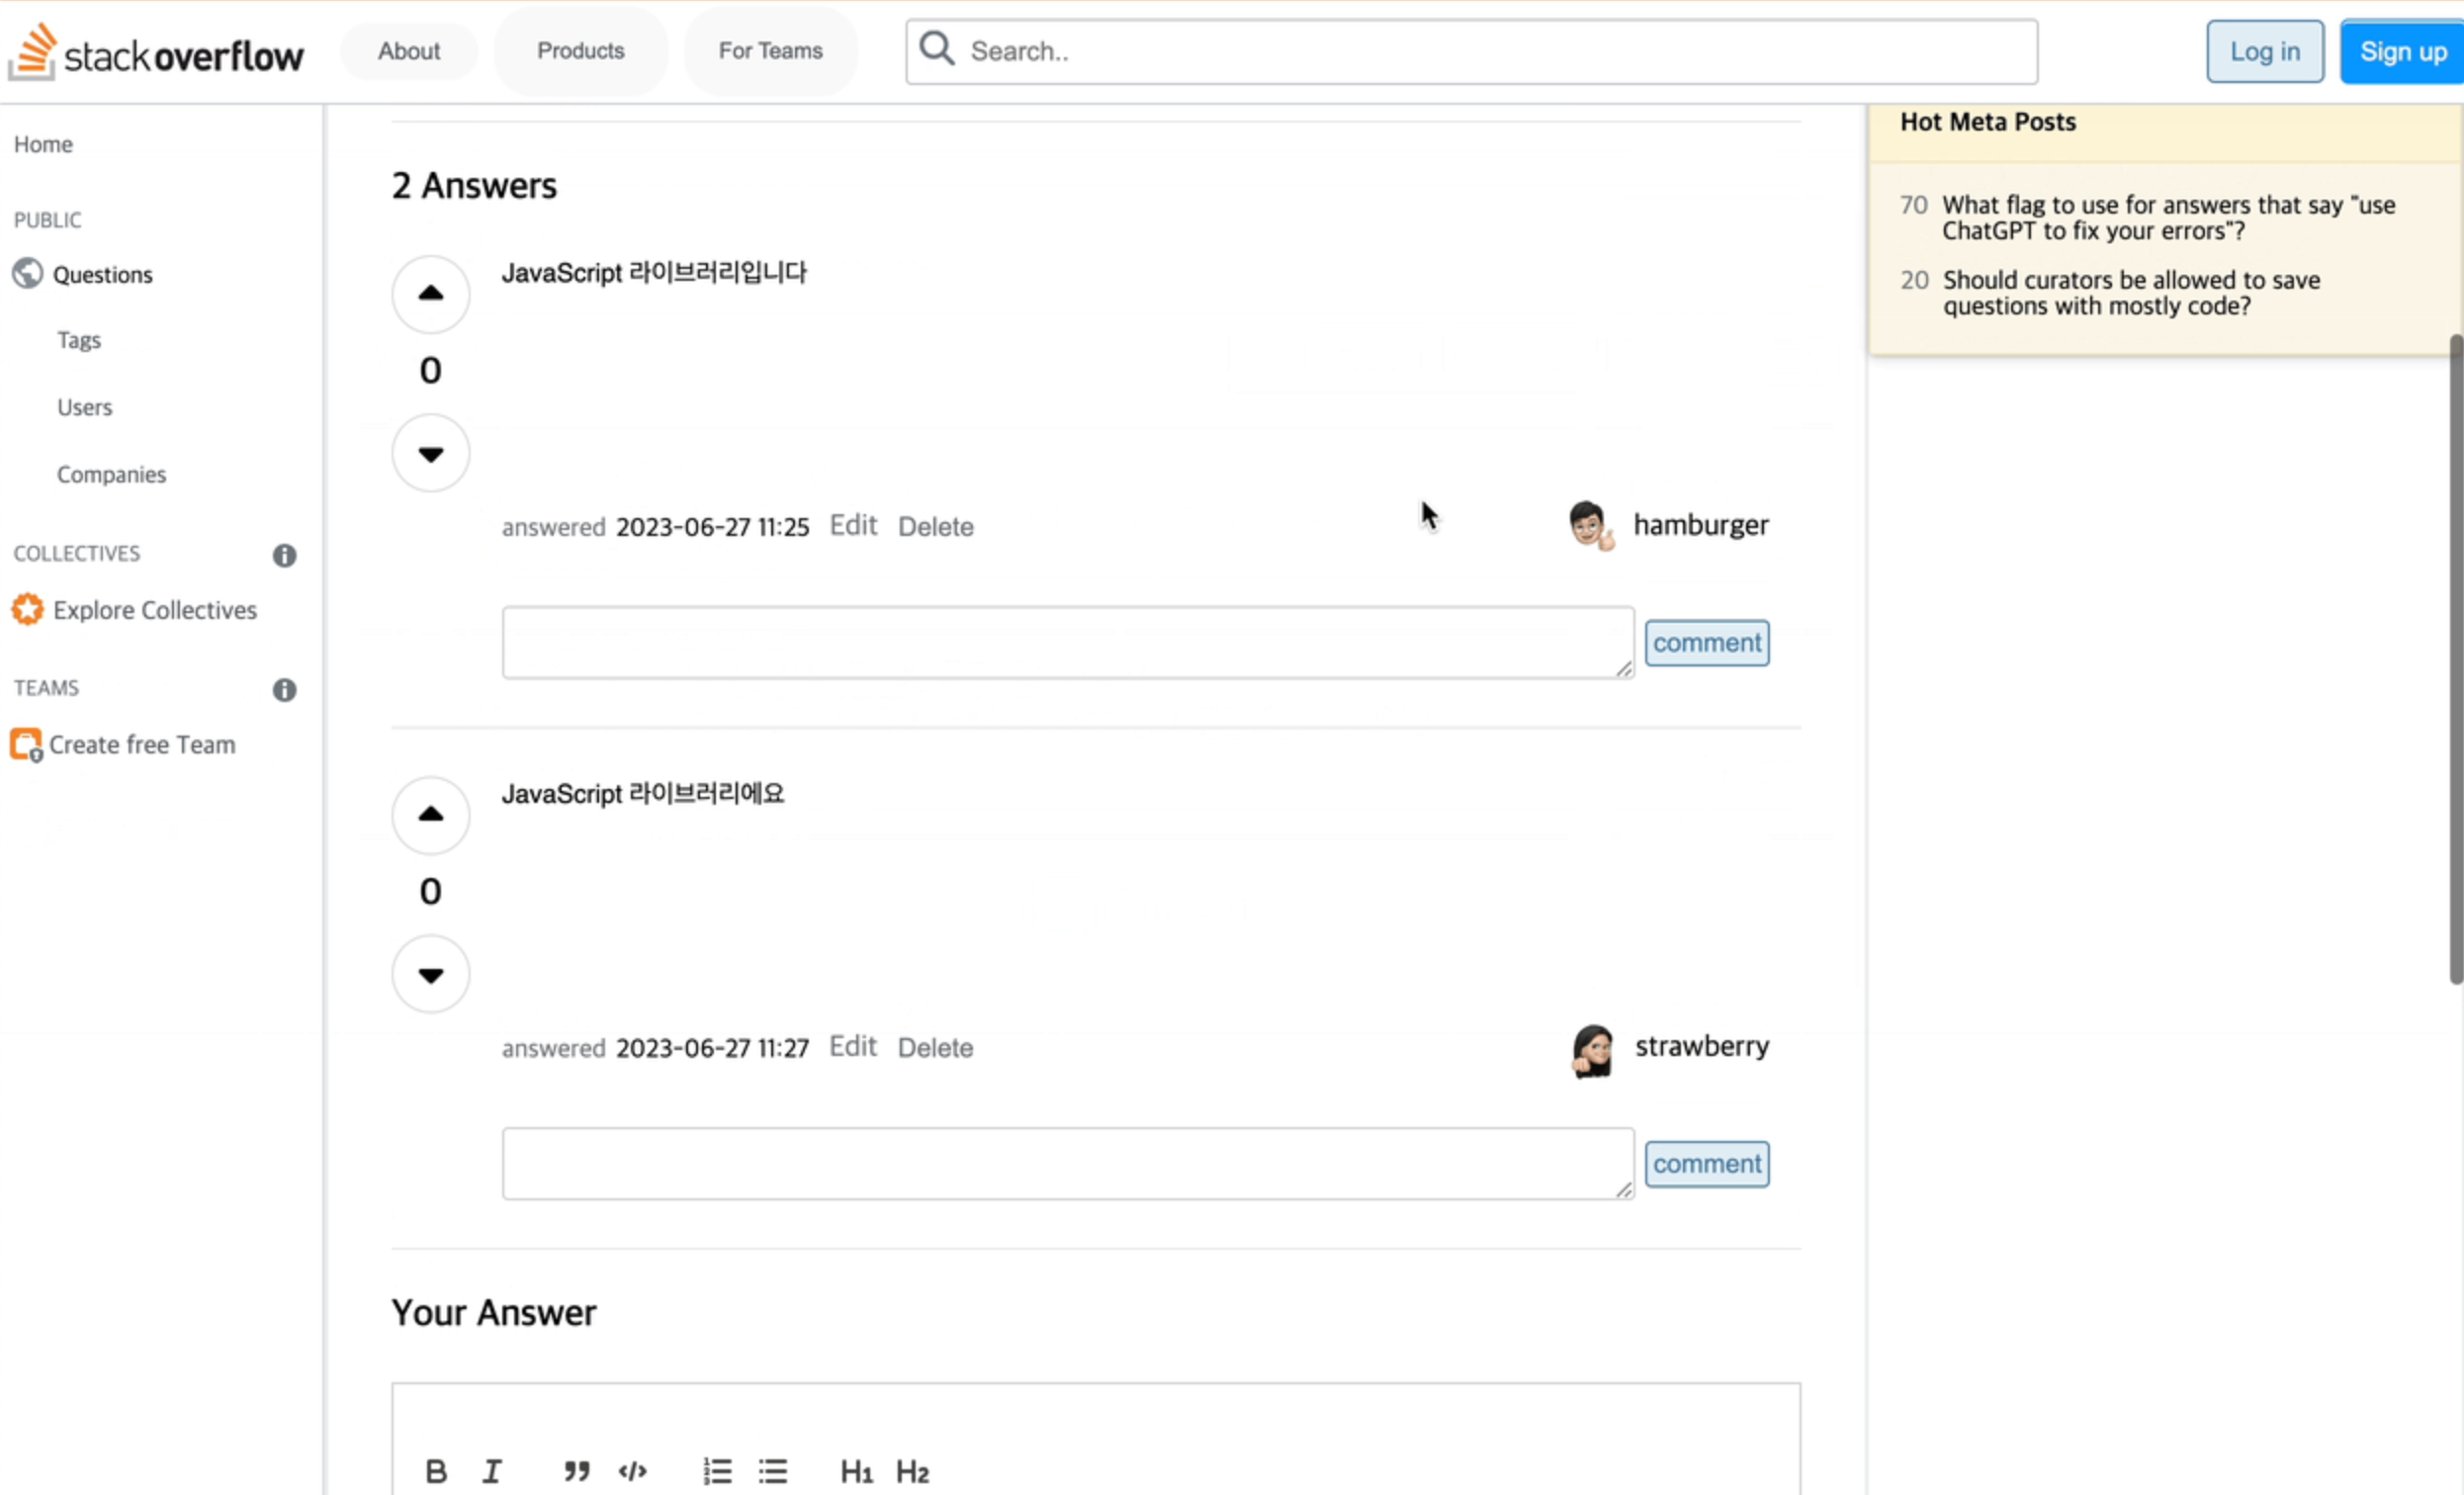 stackoverflow
About
Products
For Teams
Search..
Log in
Sign up
Home
PUBLIC
Questions
Tags
Users
Companies
COLLECTIVES
Explore Collectives
TEAMS
Create free Team
2 Answers
JavaScript 라이브러리입니다
0
answered 2023-06-27 11:25 Edit Delete
hamburger
comment
JavaScript 라이브러리에요
0
answered 2023-06-27 11:27 Edit Delete
strawberry
comment
Your Answer
B I ” </> H1 H2
Hot Meta Posts
70 What flag to use for answers that say "use
ChatGPT to fix your errors"?
20 Should curators be allowed to save
questions with mostly code?